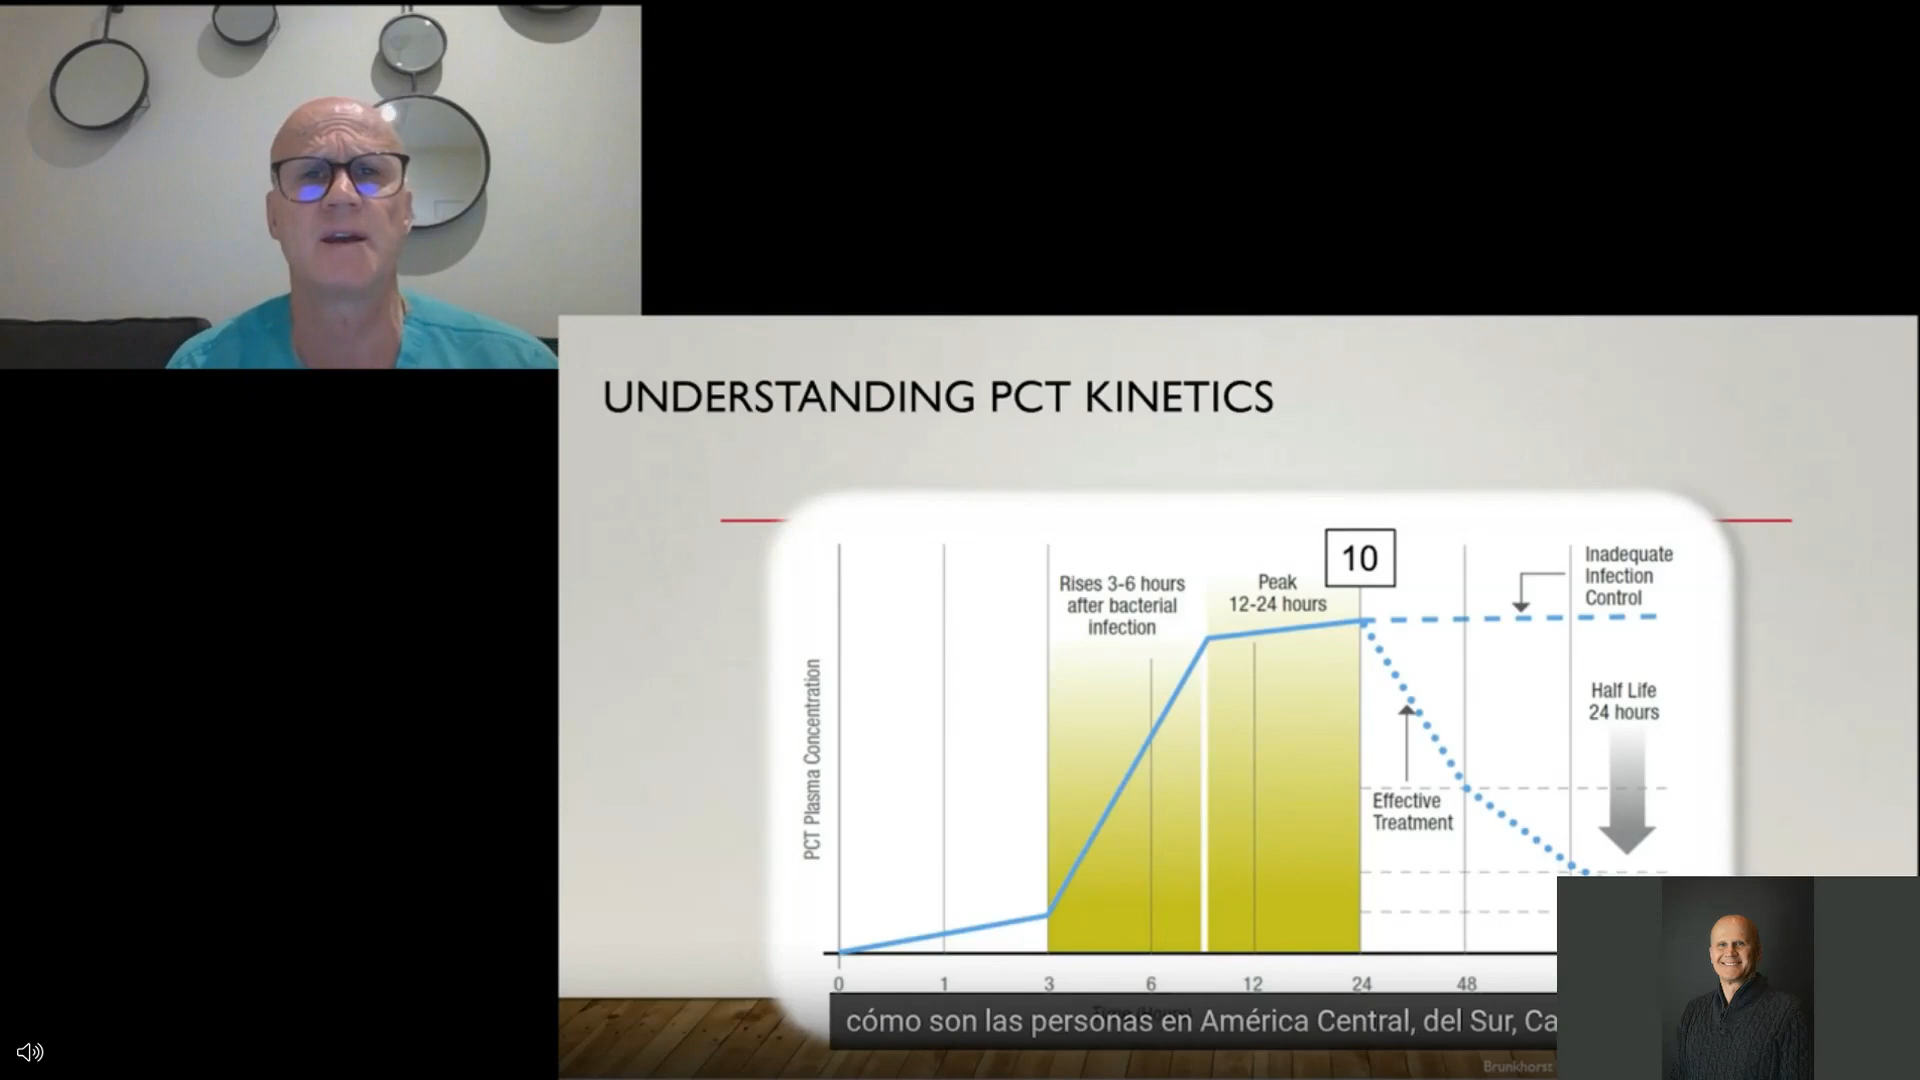 UNDERSTANDING PCT KINETICS
10
Rises 3-6 hours
after bacterial
infection
Peak
12-24 hours
Inadequate
Infection
Control
Half Life
24 hours
Effective
Treatment
PCT Plasma Concentration
0 1 3 6 12 24 48
cómo son las personas en América Central, del Sur, Ca
Brunkhorst